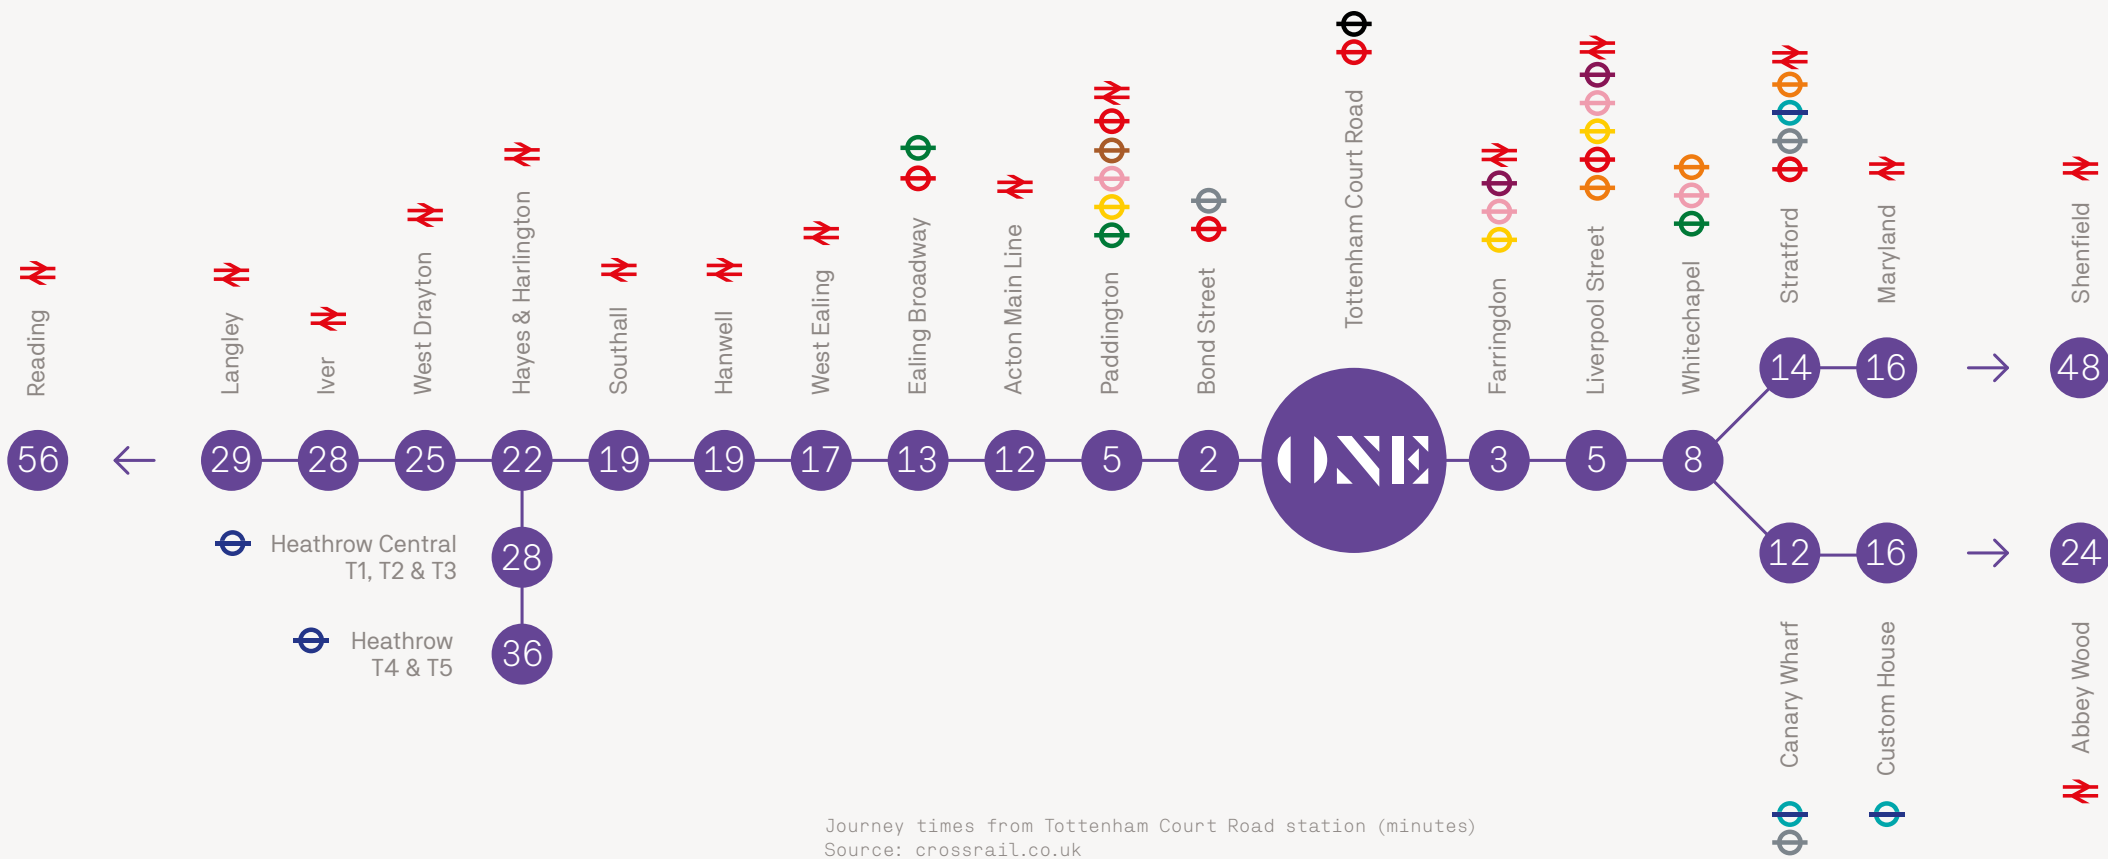 Reading
Langley
Iver
West Drayton
Hayes & Harlington
Southall
Hanwell
West Ealing
Ealing Broadway
Acton Main Line
Paddington
Bond Street
Tottenham Court Road
Farringdon
Liverpool Street
Whitechapel
Stratford
Maryland
Shenfield
14
16
48
56
29
28
25
22
19
19
17
13
12
5
2
ONE
3
5
8
12
16
24
Heathrow Central
T1, T2 & T3
28
Heathrow
T4 & T5
36
Canary Wharf
Custom House
Abbey Wood
Journey times from Tottenham Court Road station (minutes)
Source: crossrail.co.uk